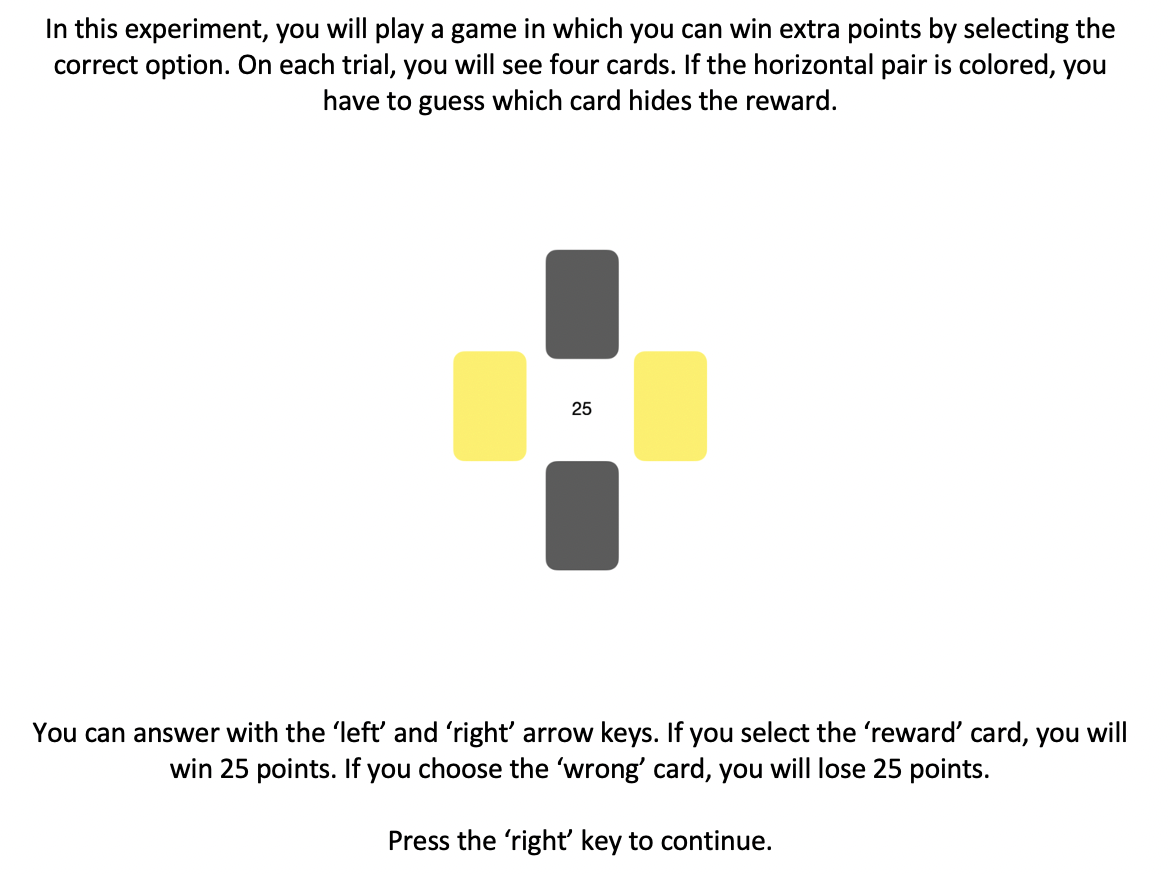 In this experiment, you will play a game in which you can win extra points by selecting the
correct option. On each trial, you will see four cards. If the horizontal pair is colored, you
have to guess which card hides the reward.
25
You can answer with the ‘left’ and ‘right’ arrow keys. If you select the ‘reward’ card, you will
win 25 points. If you choose the ‘wrong’ card, you will lose 25 points.
Press the ‘right’ key to continue.